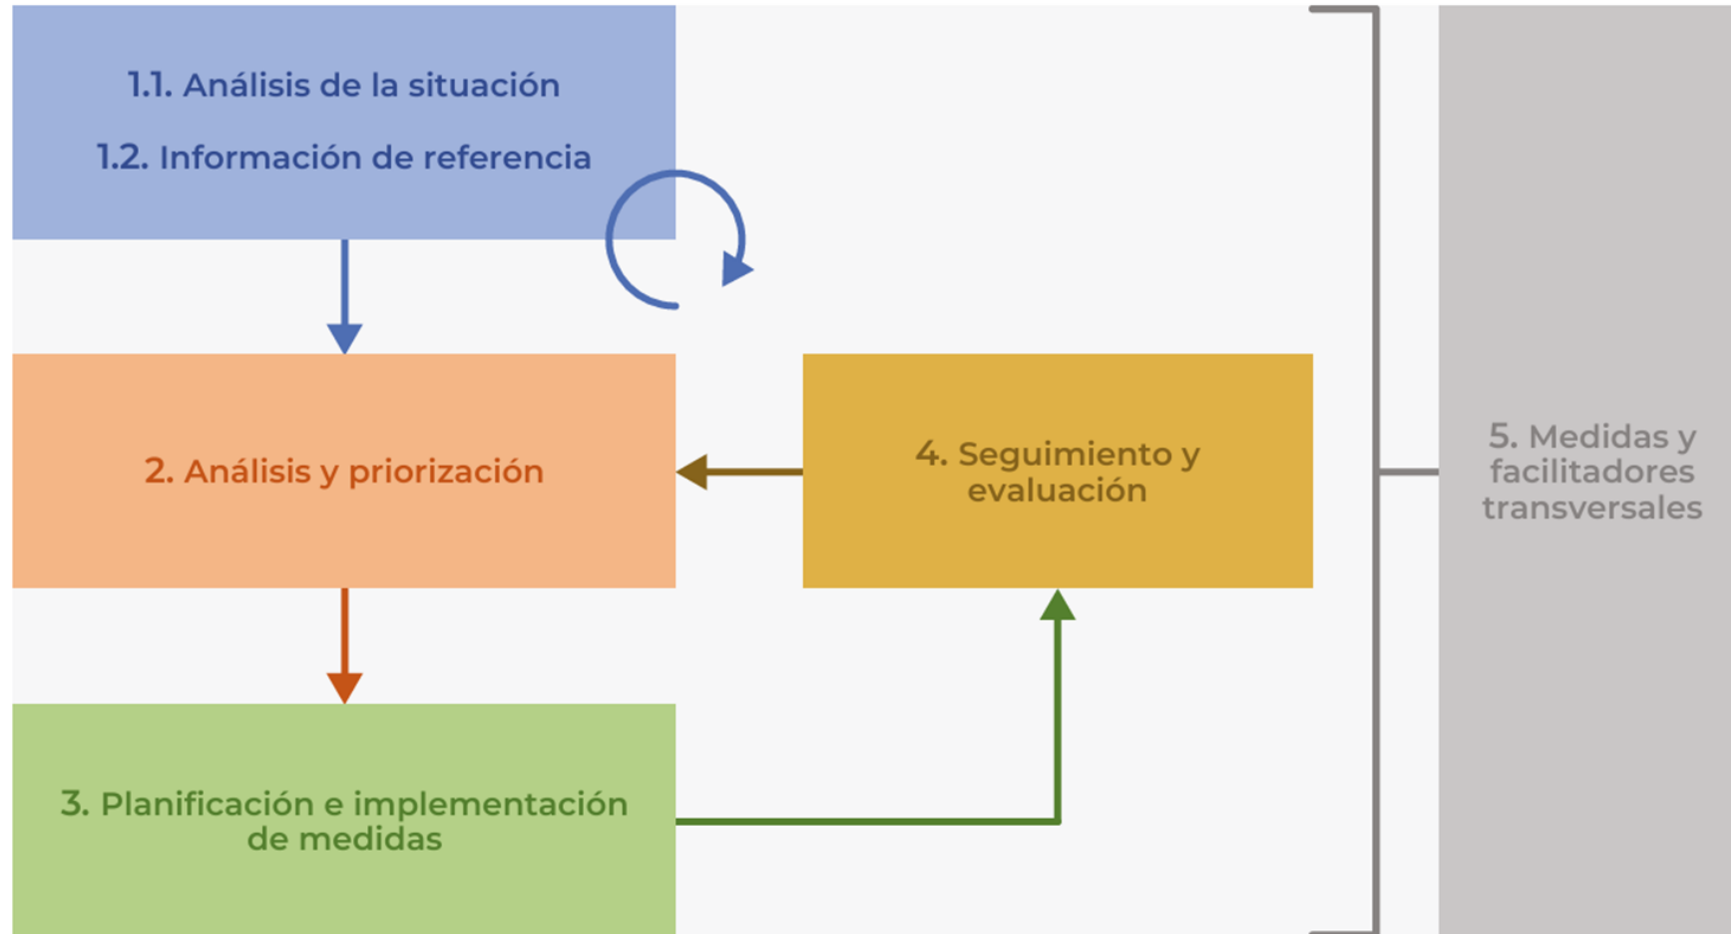 1.1. Análisis de la situación
1.2. Información de referencia
2. Análisis y priorización
4. Seguimiento y
evaluación
3. Planificación e implementación
de medidas
5. Medidas y
facilitadores
transversales